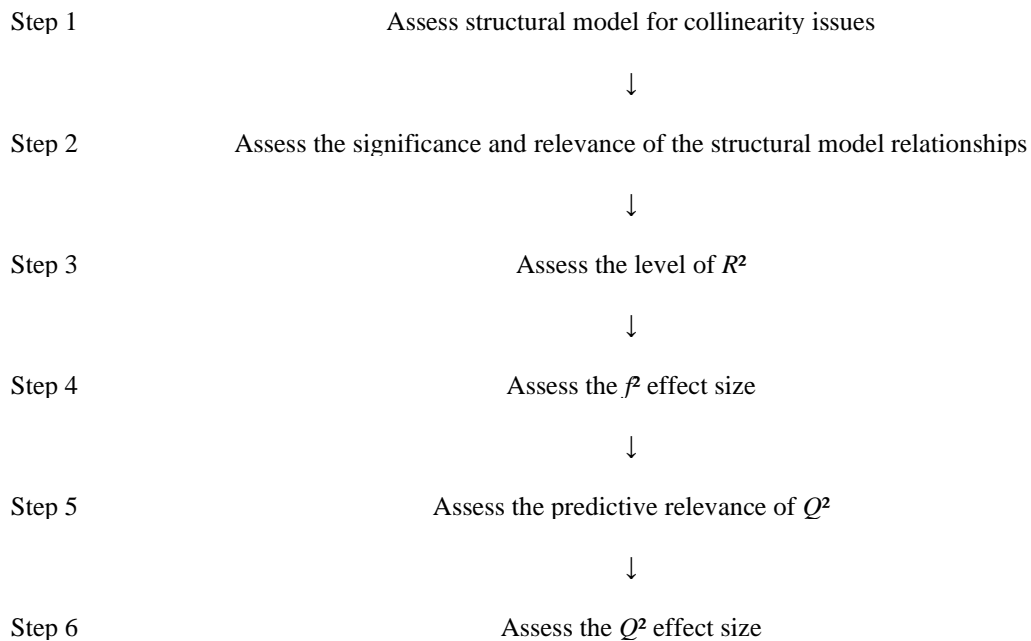 Step 1 Assess structural model for collinearity issues
↓
Step 2 Assess the significance and relevance of the structural model relationships
↓
Step 3 Assess the level of R²
↓
Step 4 Assess the f² effect size
↓
Step 5 Assess the predictive relevance of Q²
↓
Step 6 Assess the Q² effect size